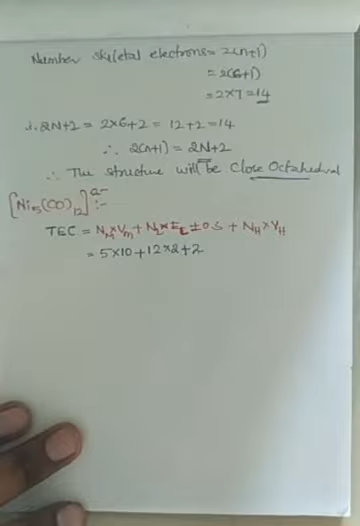 Number skeletal electrons = 2(n+1)
= 2(6+1)
= 2×7 = 14
∴ 2N+2 = 2×6+2 = 12+2 = 14
∴ 2(n+1) = 2N+2
∴ The structure will be Close Octahedral
[Ni5(CO)12]2- :-
TEC = NM×VM + NL×EL ± OS + NH×VH
= 5×10+12×2+2